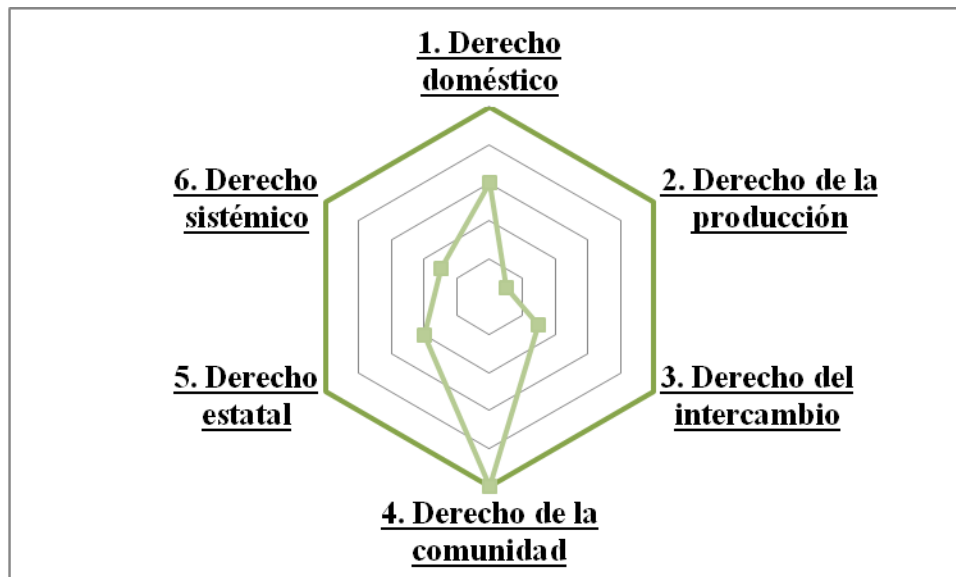 1. Derecho
doméstico
6. Derecho
sistémico
2. Derecho de la
producción
5. Derecho
estatal
3. Derecho del
intercambio
4. Derecho de la
comunidad